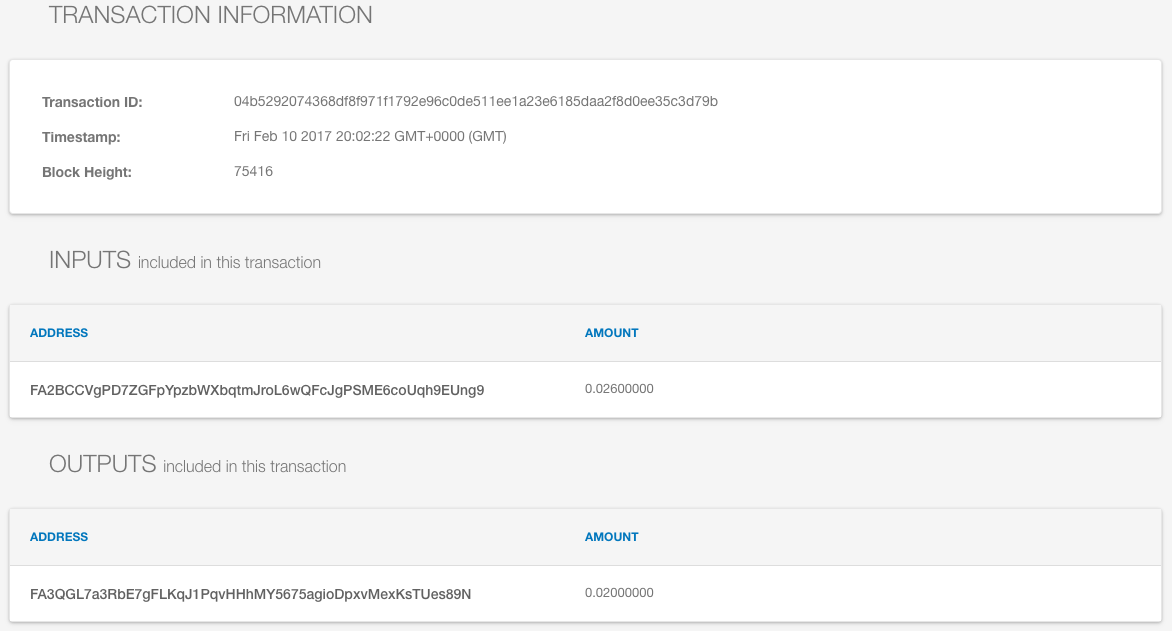 TRANSACTION INFORMATION
Transaction ID: 04b5292074368df8f971f1792e96c0de511ee1a23e6185daa2f8d0ee35c3d79b
Timestamp: Fri Feb 10 2017 20:02:22 GMT+0000 (GMT)
Block Height: 75416
INPUTS included in this transaction
ADDRESS AMOUNT
FA2BCCVgPD7ZGFpYpzbWXbqtmJroL6wQFcJgPSME6coUqh9EUng9 0.02600000
OUTPUTS included in this transaction
ADDRESS AMOUNT
FA3QGL7a3RbE7gFLKqJ1PqvHHhMY5675agioDpxvMexKsTUes89N 0.02000000